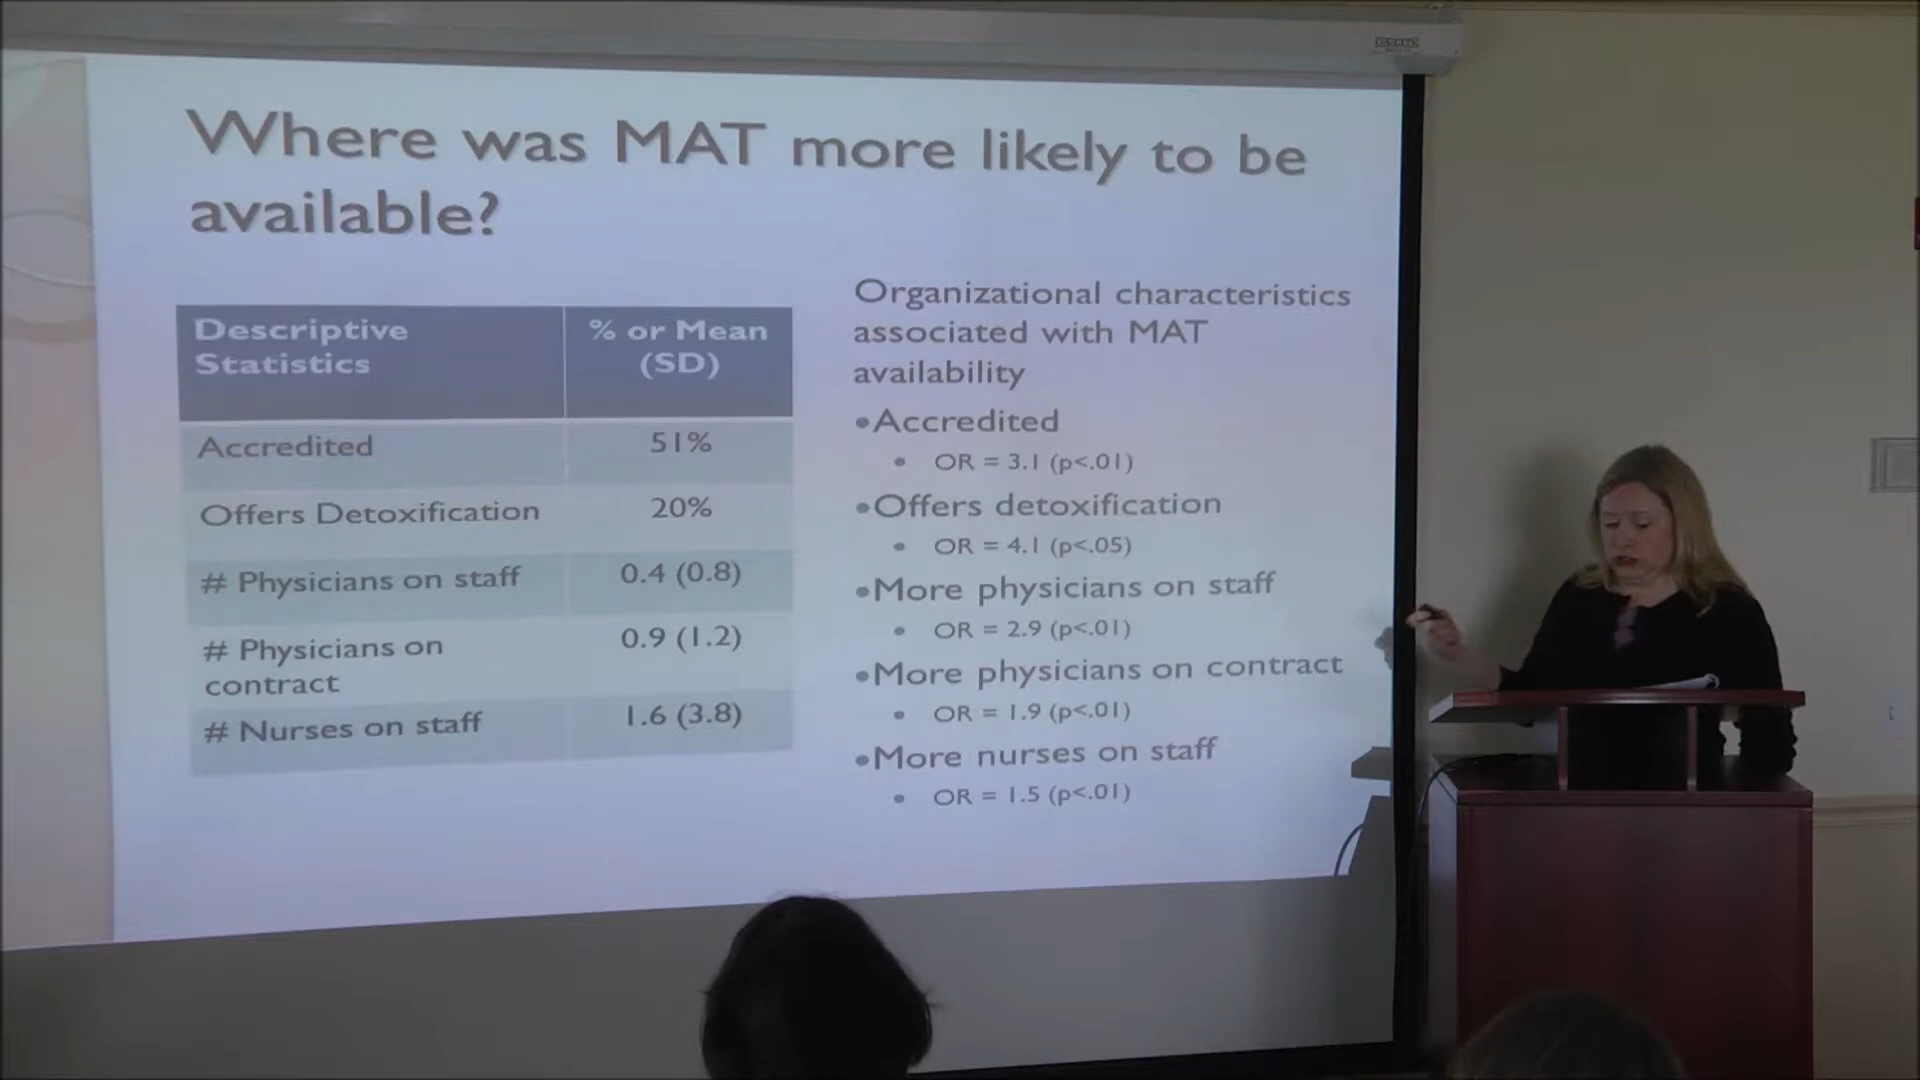 Where was MAT more likely to be
available?
Descriptive
Statistics
% or Mean
(SD)
Accredited
51%
Offers Detoxification
20%
# Physicians on staff
0.4 (0.8)
# Physicians on
contract
0.9 (1.2)
# Nurses on staff
1.6 (3.8)
Organizational characteristics
associated with MAT
availability
•Accredited
• OR = 3.1 (p<.01)
•Offers detoxification
• OR = 4.1 (p<.05)
•More physicians on staff
• OR = 2.9 (p<.01)
•More physicians on contract
• OR = 1.9 (p<.01)
•More nurses on staff
• OR = 1.5 (p<.01)